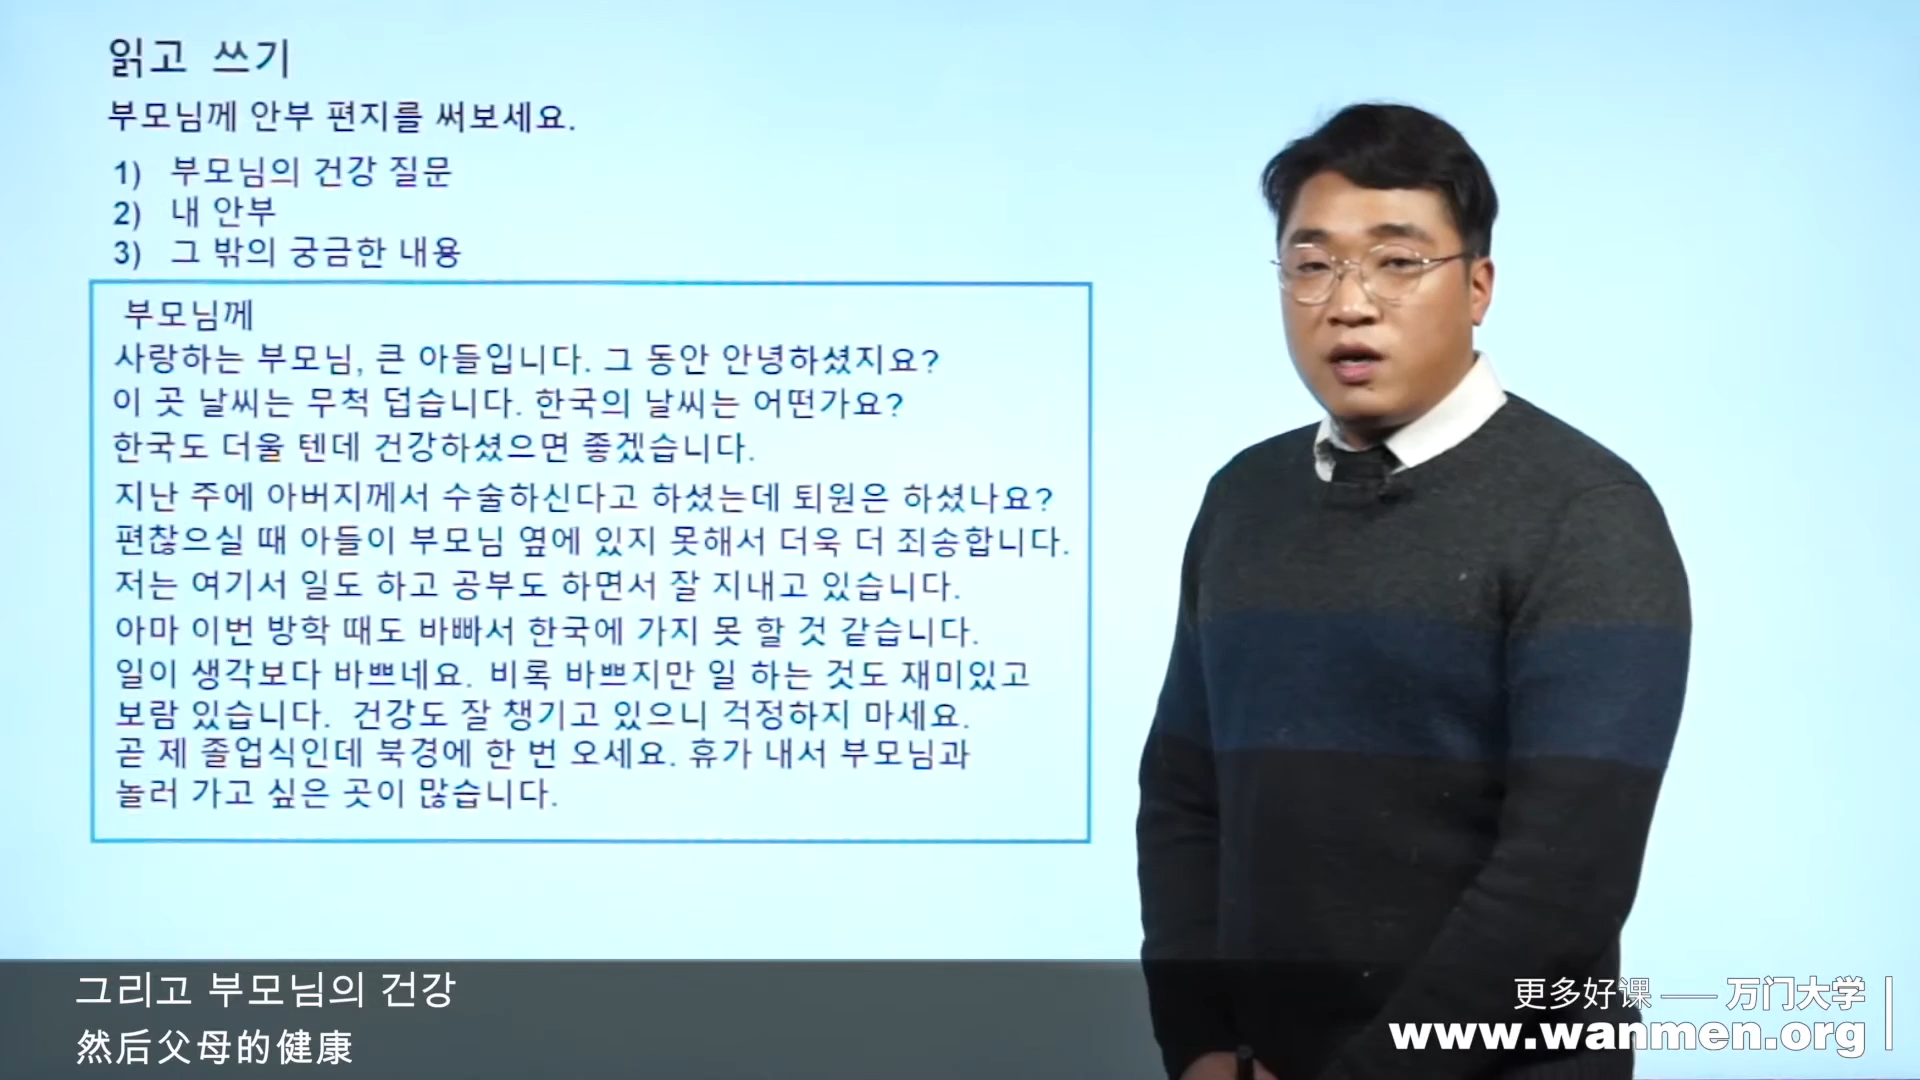 읽고 쓰기
부모님께 안부 편지를 써보세요.
1) 부모님의 건강 질문
2) 내 안부
3) 그 밖의 궁금한 내용
부모님께
사랑하는 부모님, 큰 아들입니다. 그 동안 안녕하셨지요?
이 곳 날씨는 무척 덥습니다. 한국의 날씨는 어떤가요?
한국도 더울 텐데 건강하셨으면 좋겠습니다.
지난 주에 아버지께서 수술하신다고 하셨는데 퇴원은 하셨나요?
편찮으실 때 아들이 부모님 옆에 있지 못해서 더욱 더 죄송합니다.
저는 여기서 일도 하고 공부도 하면서 잘 지내고 있습니다.
아마 이번 방학 때도 바빠서 한국에 가지 못 할 것 같습니다.
일이 생각보다 바쁘네요. 비록 바쁘지만 일 하는 것도 재미있고
보람 있습니다. 건강도 잘 챙기고 있으니 걱정하지 마세요.
곧 제 졸업식인데 북경에 한 번 오세요. 휴가 내서 부모님과
놀러 가고 싶은 곳이 많습니다.
그리고 부모님의 건강
然后父母的健康
更多好课 —— 万门大学
www.wanmen.org